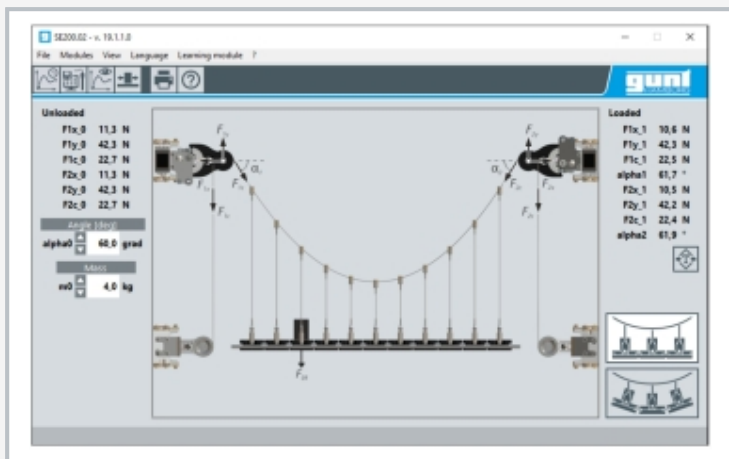 SE200.02 - v. 19.1.1.0
File Modules View Language Learning module ?
gunt
Unloaded
F1x_0 11,3 N
F1y_0 42,3 N
F1c_0 22,7 N
F2x_0 11,3 N
F2y_0 42,3 N
F2c_0 22,7 N
Angle [deg]
alpha0 60,0 grad
Mass
m0 4,0 kg
Loaded
F1x_1 10,6 N
F1y_1 42,3 N
F1c_1 22,5 N
alpha1 61,7 °
F2x_1 10,5 N
F2y_1 42,2 N
F2c_1 22,4 N
alpha2 61,9 °